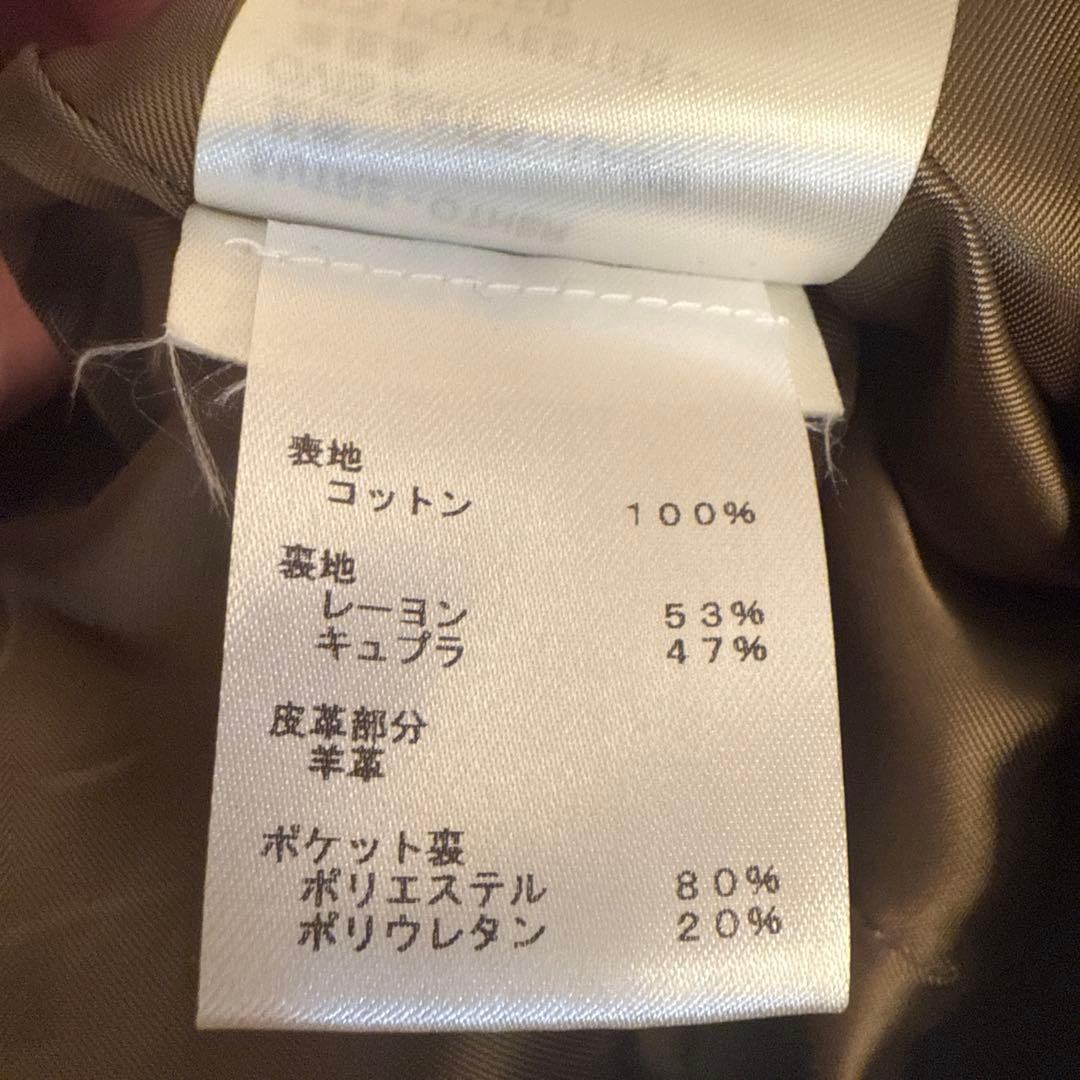 表地
コットン 100%
裏地
レーヨン 53%
キュプラ 47%
皮革部分
羊革
ポケット裏
ポリエステル 80%
ポリウレタン 20%